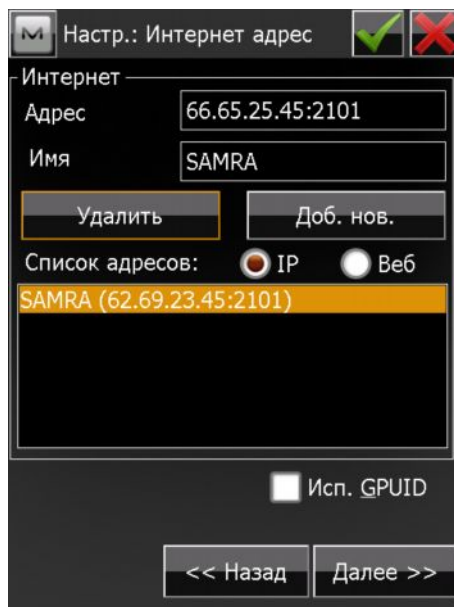 Настр.: Интернет адрес
Интернет
Адрес 66.65.25.45:2101
Имя SAMRA
Удалить Доб. нов.
Список адресов: IP Веб
SAMRA (62.69.23.45:2101)
Исп. GPUID
<< Назад Далее >>